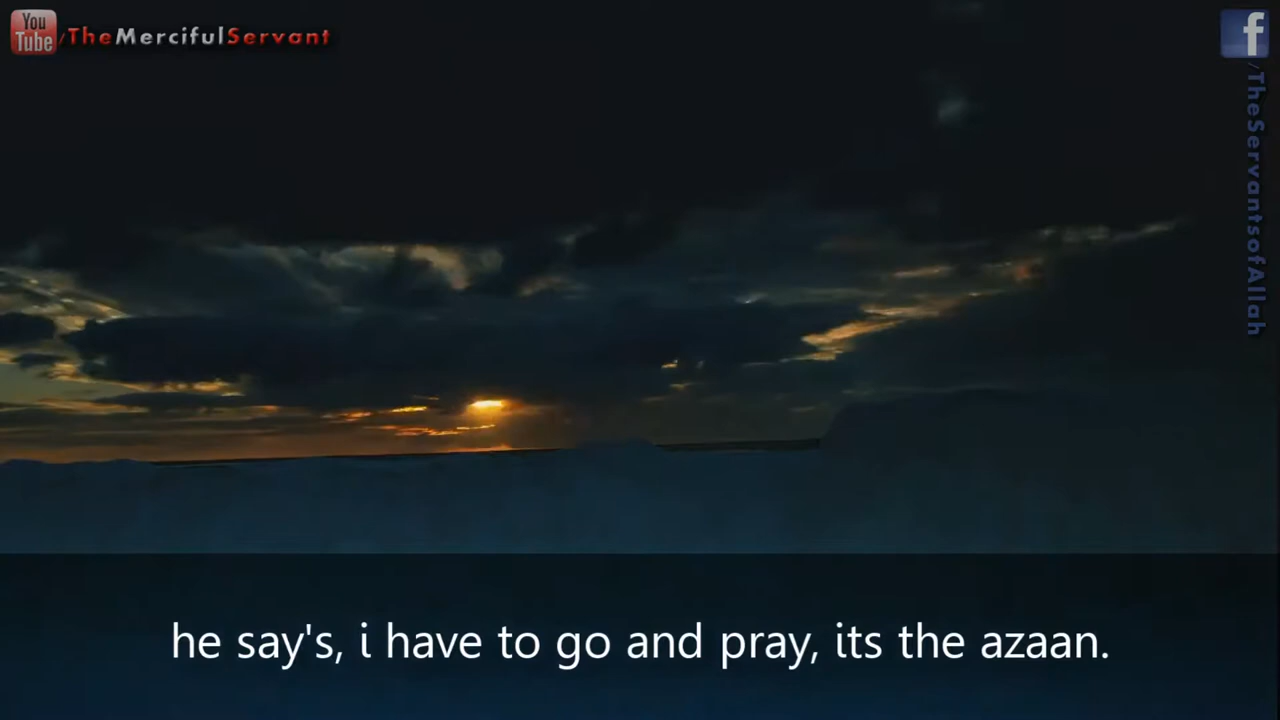 You
Tube /TheMercifulServant
f
/TheServantsofAllah
he say's, i have to go and pray, its the azaan.